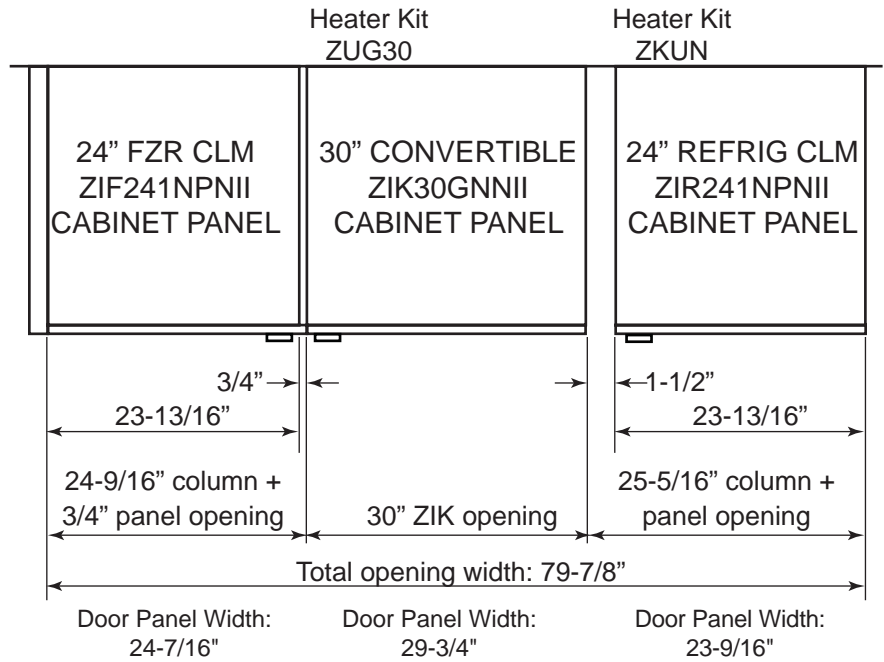 Heater Kit
ZUG30
Heater Kit
ZKUN
24” FZR CLM
ZIF241NPNII
CABINET PANEL
30” CONVERTIBLE
ZIK30GNNII
CABINET PANEL
24” REFRIG CLM
ZIR241NPNII
CABINET PANEL
3/4”
1-1/2”
23-13/16”
23-13/16”
24-9/16” column +
3/4” panel opening
30” ZIK opening
25-5/16” column +
panel opening
Total opening width: 79-7/8”
Door Panel Width:
24-7/16"
Door Panel Width:
29-3/4"
Door Panel Width:
23-9/16"